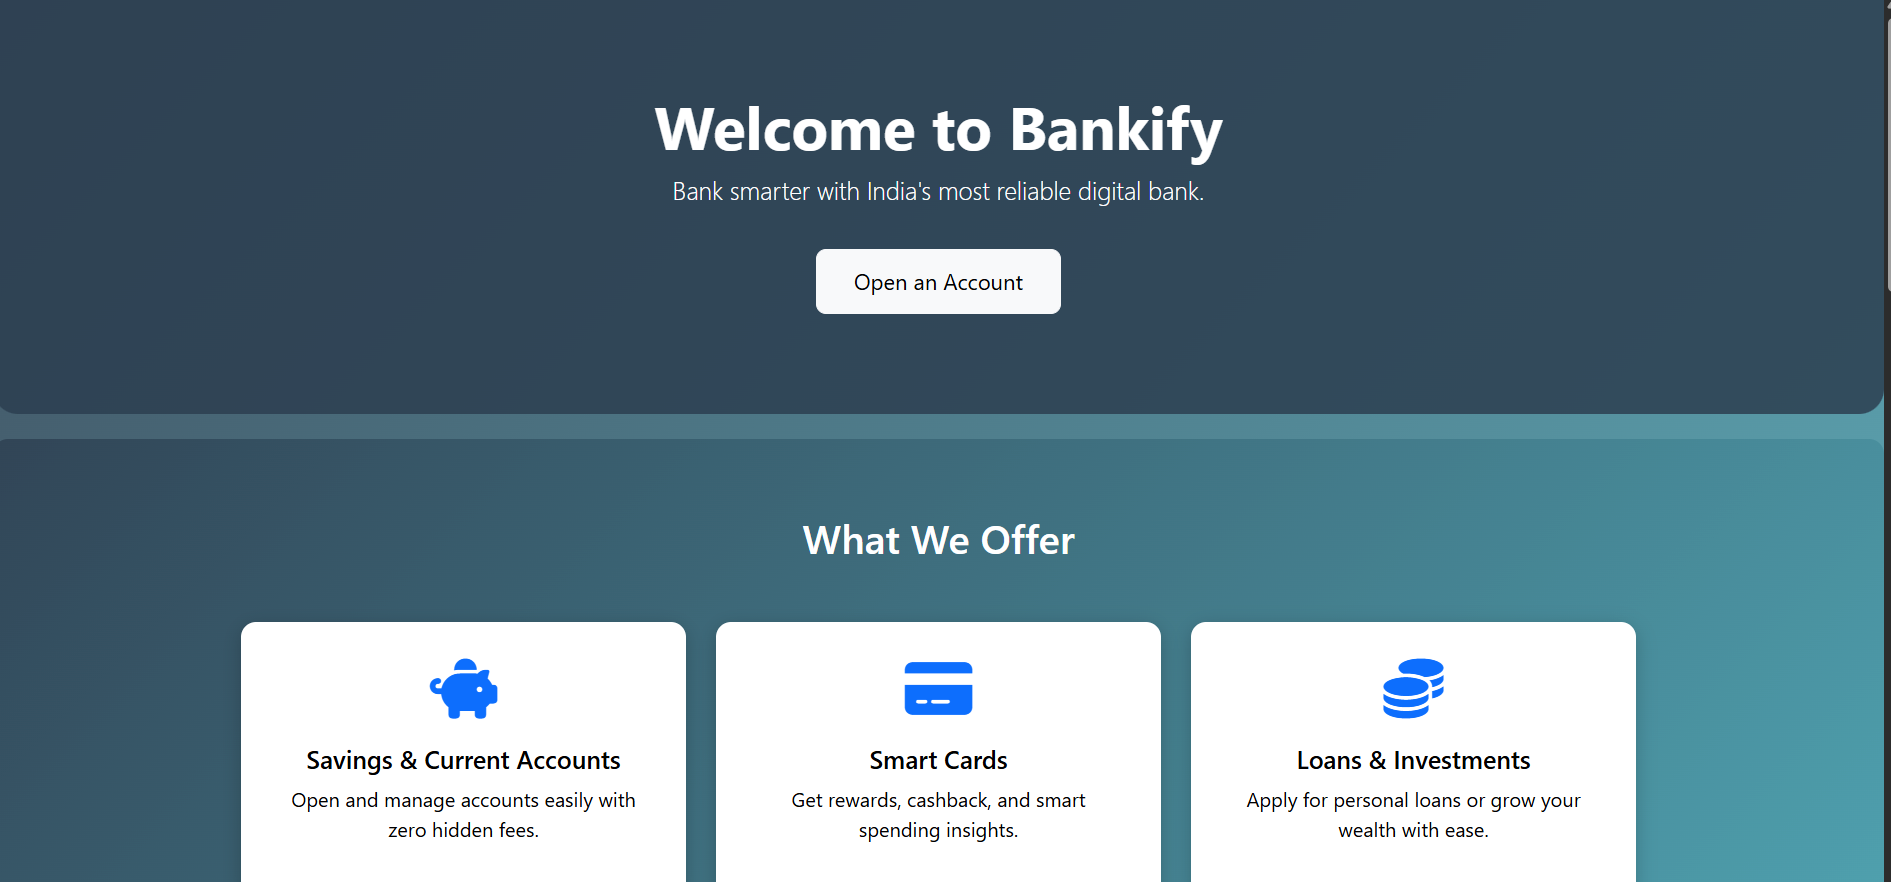 Welcome to Bankify
Bank smarter with India's most reliable digital bank.
Open an Account
What We Offer
Savings & Current Accounts
Open and manage accounts easily with
zero hidden fees.
Smart Cards
Get rewards, cashback, and smart
spending insights.
Loans & Investments
Apply for personal loans or grow your
wealth with ease.